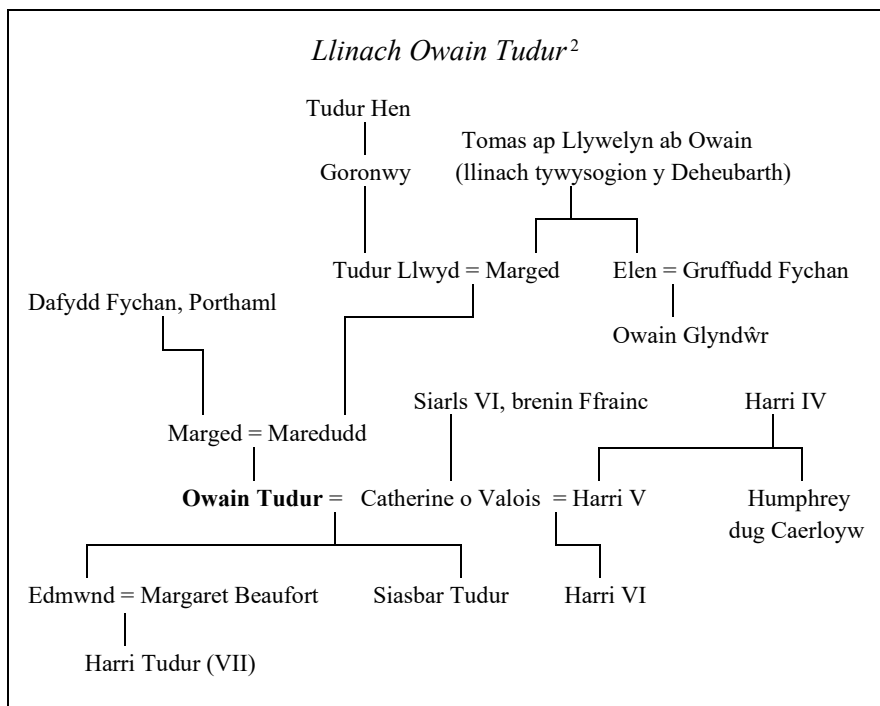 Llinach Owain Tudur²
Tudur Hen
Tomas ap Llywelyn ab Owain
Goronwy
(llinach tywysogion y Deheubarth)
Tudur Llwyd = Marged
Elen = Gruffudd Fychan
Dafydd Fychan, Porthaml
Owain Glyndŵr
Siarls VI, brenin Ffrainc
Harri IV
Marged = Maredudd
Owain Tudur = Catherine o Valois = Harri V
Humphrey
dug Caerloyw
Edmwnd = Margaret Beaufort
Siasbar Tudur
Harri VI
Harri Tudur (VII)